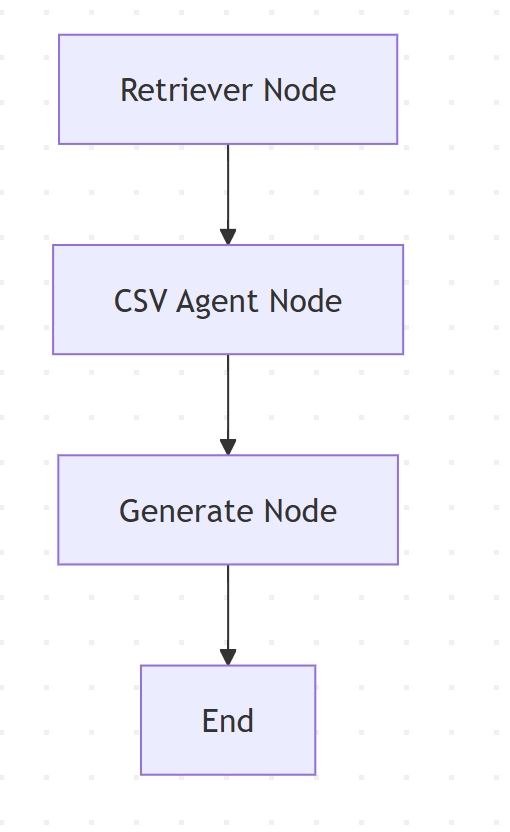 Retriever Node
CSV Agent Node
Generate Node
End